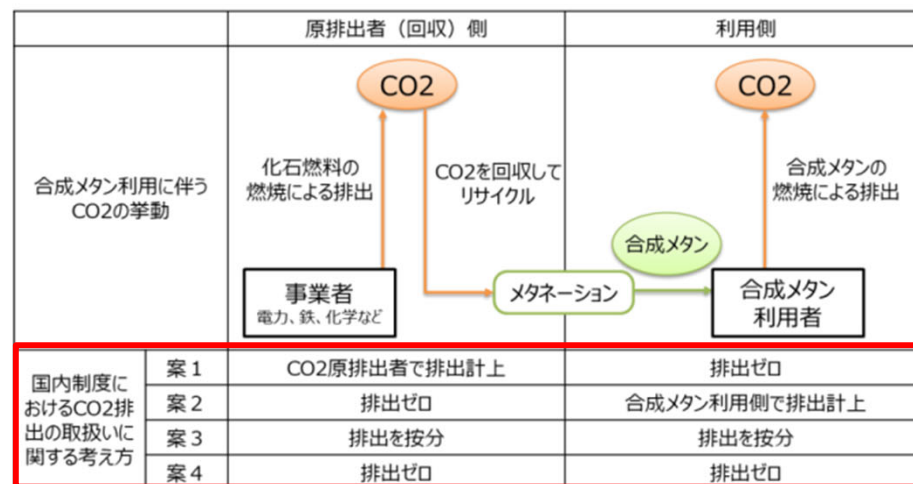 原排出者（回収）側
利用側
合成メタン利用に伴う
CO2の挙動
CO2
化石燃料の
燃焼による排出
CO2を回収して
リサイクル
事業者
電力、鉄、化学など
メタネーション
合成メタン
CO2
合成メタンの
燃焼による排出
合成メタン
利用者
国内制度に
おけるCO2排
出の取扱いに
関する考え方
案１
CO2原排出者で排出計上
排出ゼロ
案２
排出ゼロ
合成メタン利用側で排出計上
案３
排出を按分
排出を按分
案４
排出ゼロ
排出ゼロ